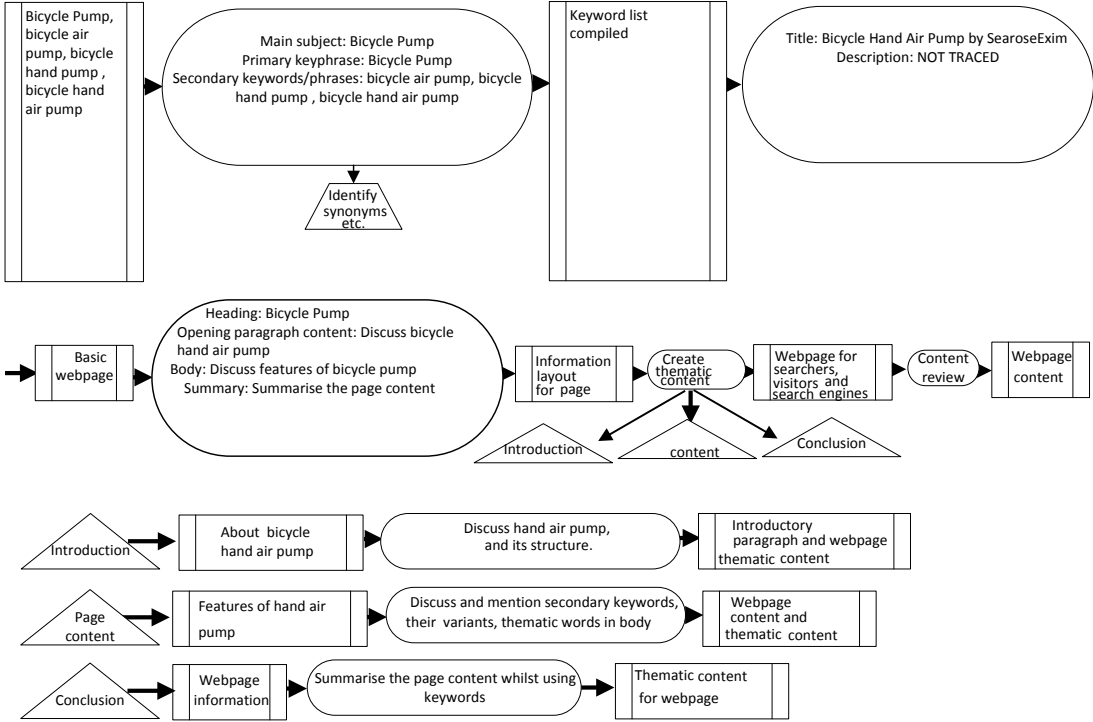 Bicycle Pump,
bicycle air
pump, bicycle
hand pump ,
bicycle hand
air pump
Main subject: Bicycle Pump
Primary keyphrase: Bicycle Pump
Secondary keywords/phrases: bicycle air pump, bicycle
hand pump , bicycle hand air pump
Identify
synonyms
etc.
Keyword list
compiled
Title: Bicycle Hand Air Pump by SearoseExim
Description: NOT TRACED
Basic
webpage
Heading: Bicycle Pump
Opening paragraph content: Discuss bicycle
hand air pump
Body: Discuss features of bicycle pump
Summary: Summarise the page content
Information
layout
for page
Create
thematic
content
Webpage for
searchers,
visitors and
search engines
Content
review
Webpage
content
Introduction
content
Conclusion
Introduction
About bicycle
hand air pump
Discuss hand air pump,
and its structure.
Introductory
paragraph and webpage
thematic content
Page
content
Features of hand air
pump
Discuss and mention secondary keywords,
their variants, thematic words in body
Webpage
content and
thematic content
Conclusion
Webpage
information
Summarise the page content whilst using
keywords
Thematic content
for webpage